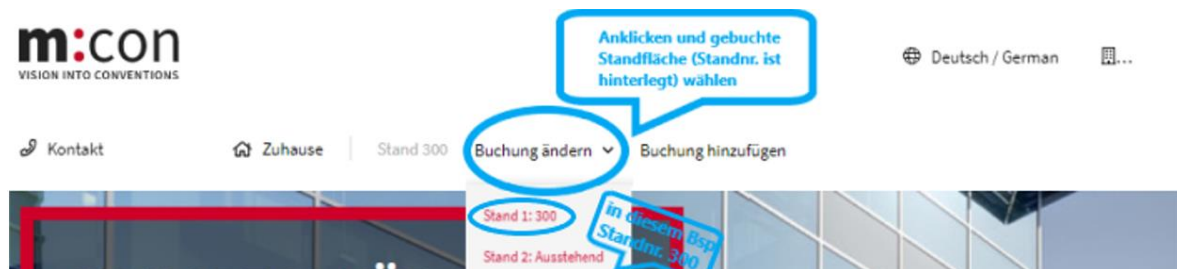 m:con
VISION INTO CONVENTIONS
Anklicken und gebuchte
Standfläche (Standnr. ist
hinterlegt) wählen
Deutsch / German
...
Kontakt
Zuhause
Stand 300
Buchung ändern
Buchung hinzufügen
Stand 1: 300
in diesem Bsp
Standnr. 300
Stand 2: Ausstehend